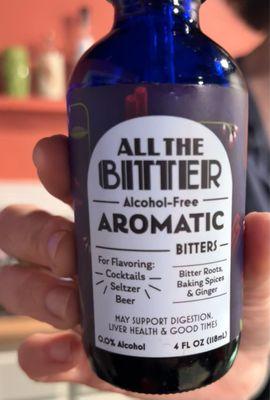 ALL THE
BITTER
Alcohol-Free
AROMATIC
BITTERS
For Flavoring:
Cocktails
Seltzer
Beer
Bitter Roots,
Baking Spices
& Ginger
MAY SUPPORT DIGESTION,
LIVER HEALTH & GOOD TIMES
0.0% Alcohol
4 FL OZ (118mL)